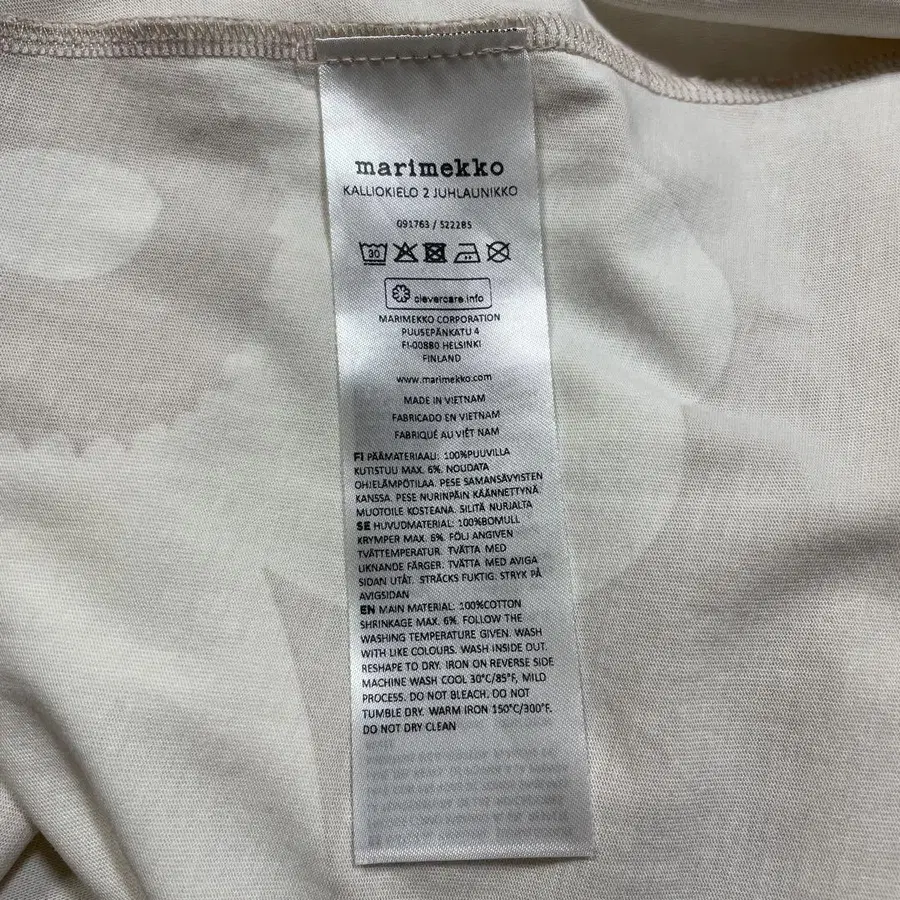 marimekko
KALLIOKIELO 2 JUHLAUNIKKO
091763 / 522285
30
clevercare.info
MARIMEKKO CORPORATION
PUUSEPÄNKATU 4
FI-00880 HELSINKI
FINLAND
www.marimekko.com
MADE IN VIETNAM
FABRICADO EN VIETNAM
FABRIQUÉ AU VIÊT NAM
FI PÄÄMATERIAALI: 100%PUUVILLA
KUTISTUU MAX. 6%. NOUDATA
OHJELÄMPÖTILAA. PESE SAMANSÄVYISTEN
KANSSA. PESE NURINPÄIN KÄÄNNETTYNÄ
MUOTOILE KOSTEANA. SILITÄ NURJALTA
SE HUVUDMATERIAL: 100%BOMULL
KRYMPER MAX. 6%. FÖLJ ANGIVEN
TVÄTTEMPERATUR. TVÄTTA MED
LIKNANDE FÄRGER. TVÄTTA MED AVIGA
SIDAN UTÅT. STRÄCKS FUKTIG. STRYK PÅ
AVIGSIDAN
EN MAIN MATERIAL: 100%COTTON
SHRINKAGE MAX. 6%. FOLLOW THE
WASHING TEMPERATURE GIVEN. WASH
WITH LIKE COLOURS. WASH INSIDE OUT.
RESHAPE TO DRY. IRON ON REVERSE SIDE
MACHINE WASH COOL 30°C/85°F, MILD
PROCESS. DO NOT BLEACH. DO NOT
TUMBLE DRY. WARM IRON 150°C/300°F.
DO NOT DRY CLEAN